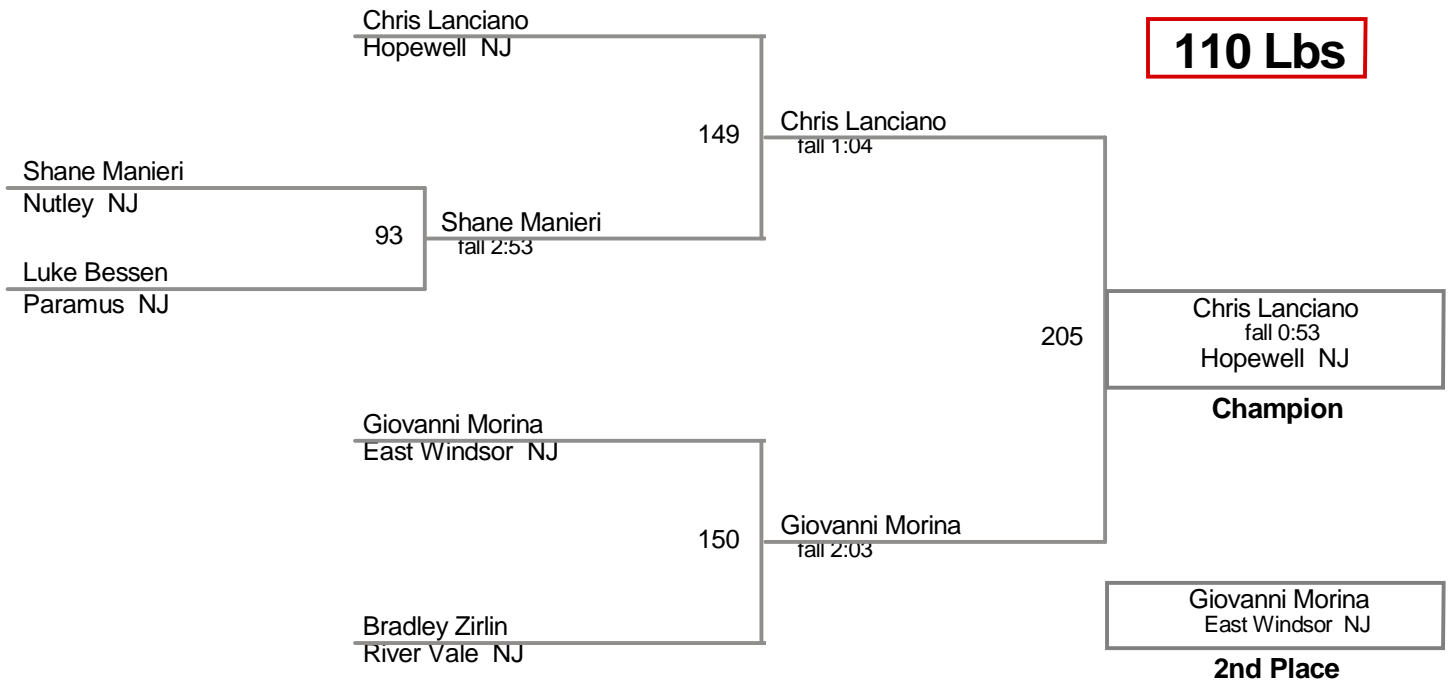 Chris Lanciano
Hopewell NJ
110 Lbs
149
Chris Lanciano
fall 1:04
Shane Manieri
Nutley NJ
93
Shane Manieri
fall 2:53
Luke Bessen
Paramus NJ
205
Chris Lanciano
fall 0:53
Hopewell NJ
Champion
Giovanni Morina
East Windsor NJ
150
Giovanni Morina
fall 2:03
Bradley Zirlin
River Vale NJ
Giovanni Morina
East Windsor NJ
2nd Place